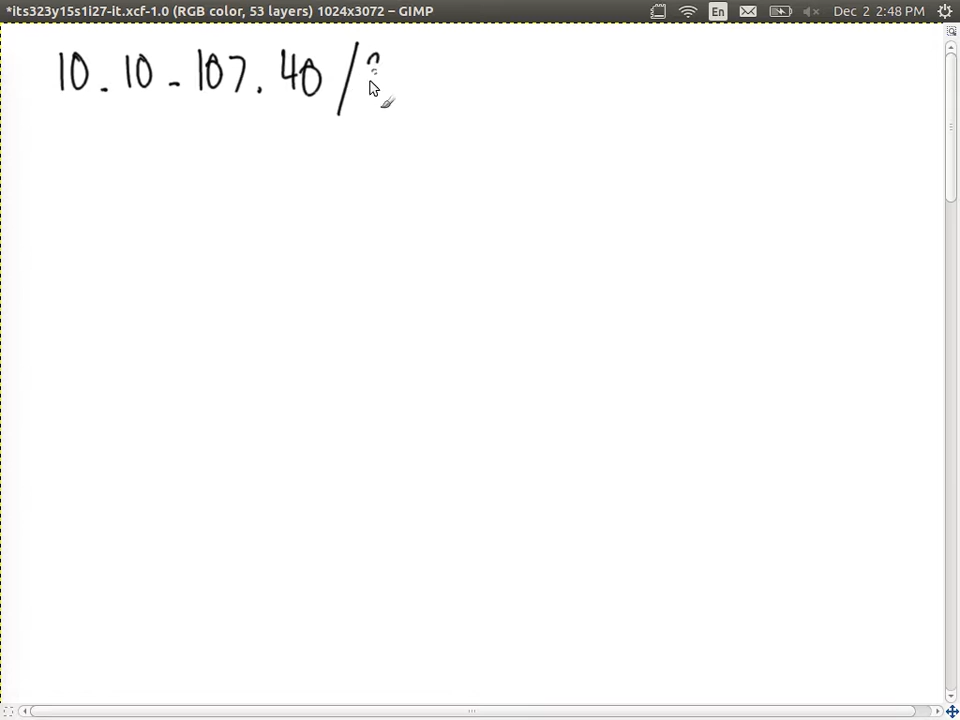 *its323y15s1i27-it.xcf-1.0 (RGB color, 53 layers) 1024x3072 – GIMP
En
Dec 2 2:48 PM
10.10.107.40/